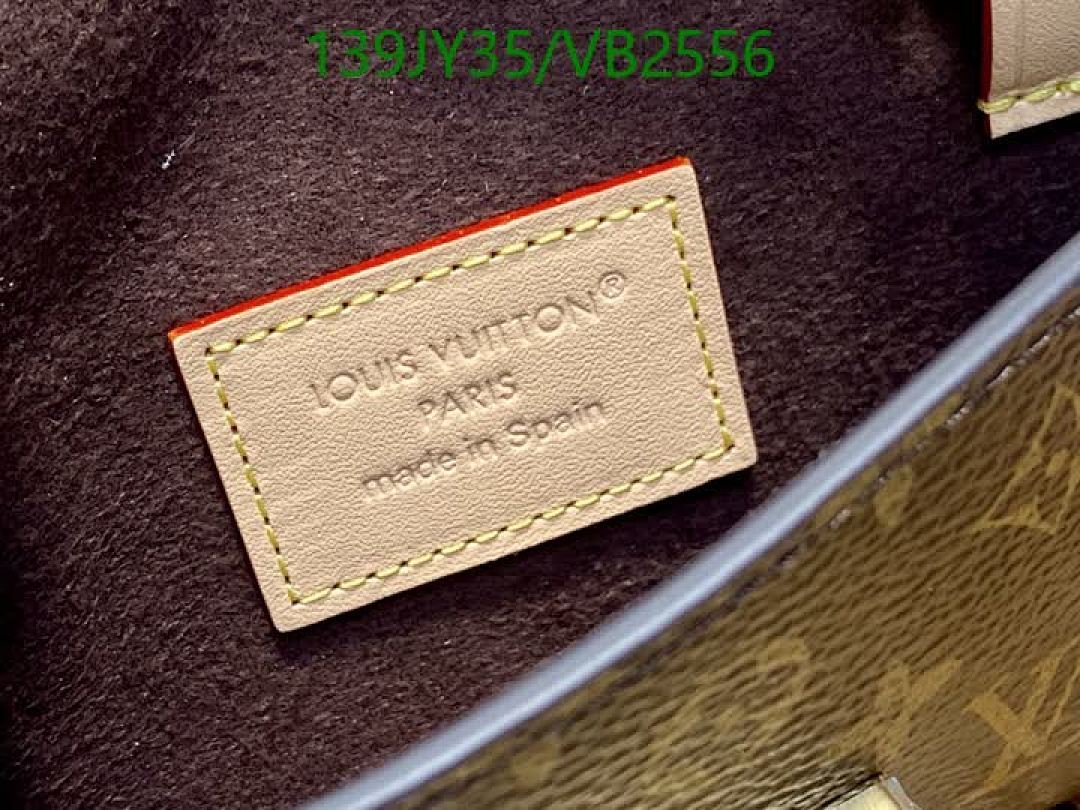 139JY35/VB2556
LOUIS VUITTON®
PARIS
made in Spain